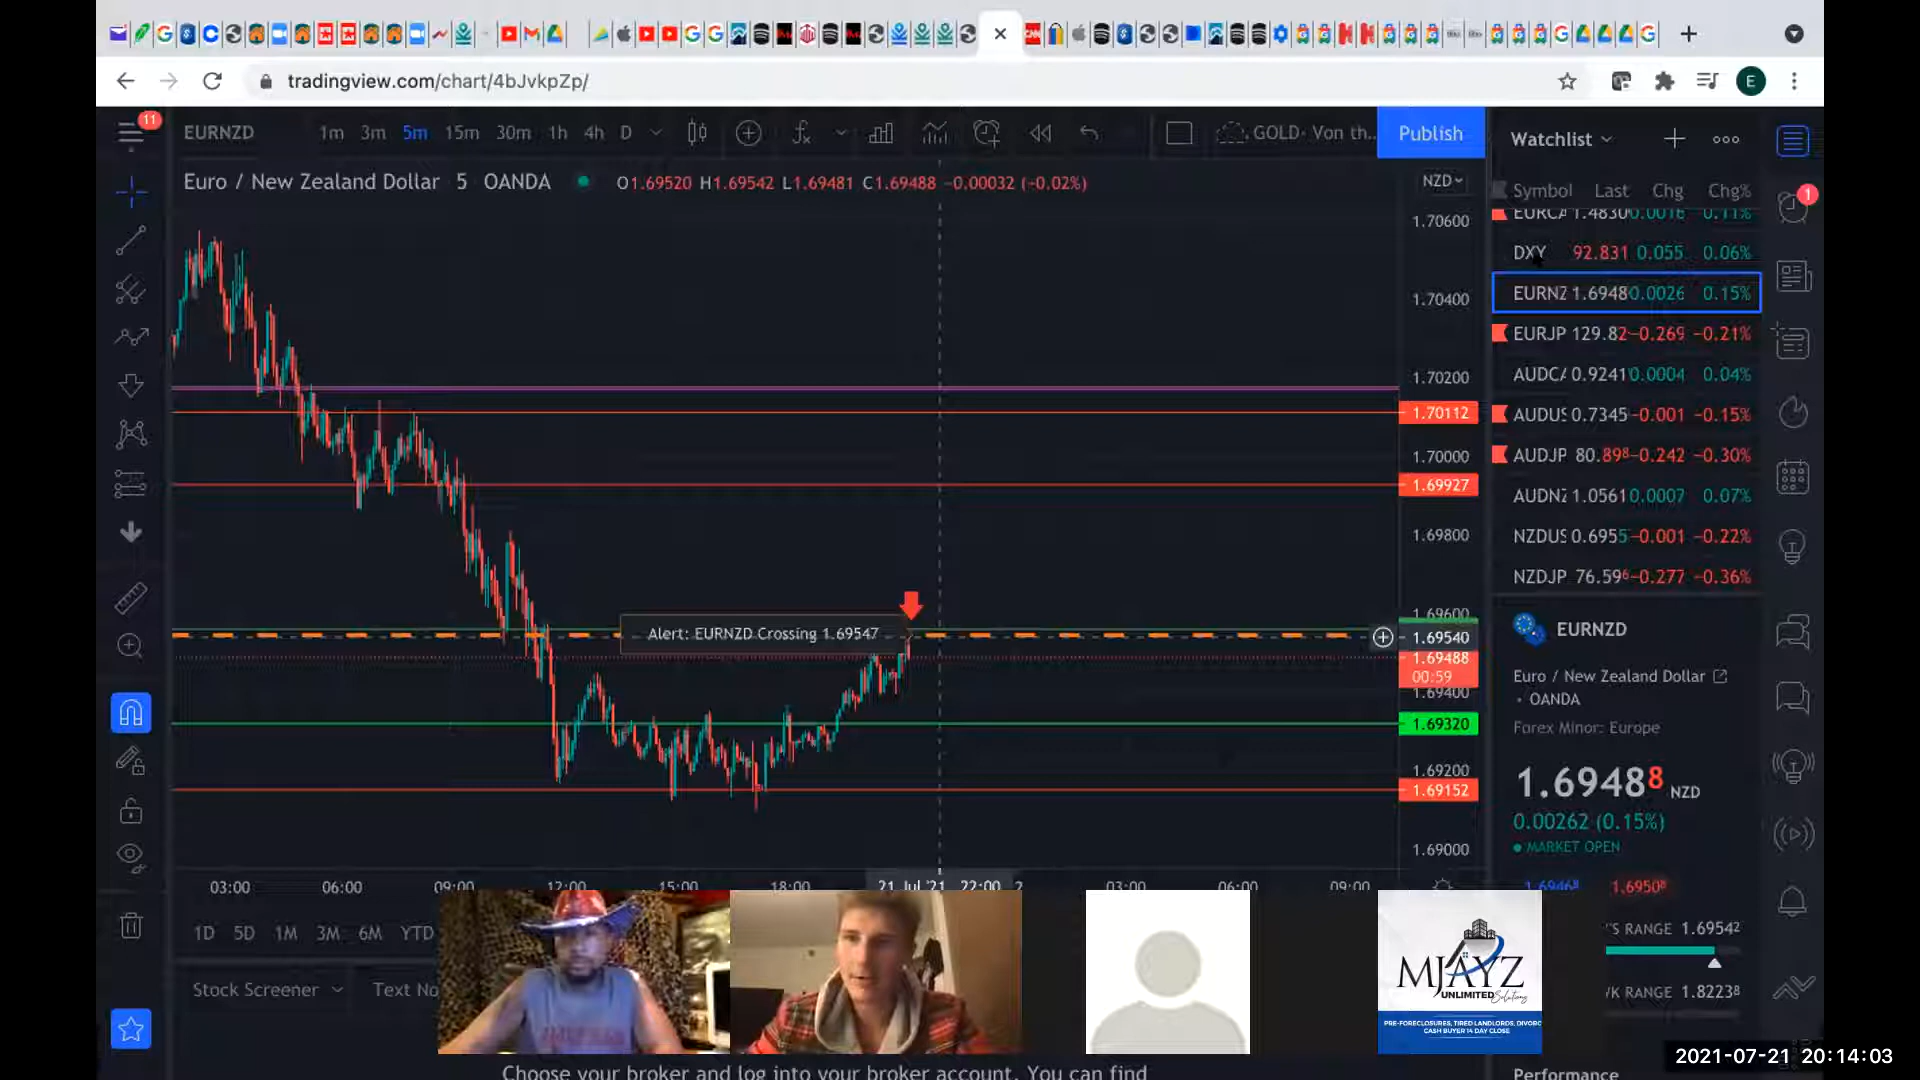 tradingview.com/chart/4bJvkpZp/
11
EURNZD 1m 3m 5m 15m 30m 1h 4h D GOLD- Von th.. Publish
Euro / New Zealand Dollar 5 OANDA O1.69520 H1.69542 L1.69481 C1.69488 −0.00032 (−0.02%)
NZD
1.70600
1.70400
1.70200
1.70112
1.70000
1.69927
1.69800
1.69600
Alert: EURNZD Crossing 1.69547
1.69540
1.69488
00:59
1.69400
1.69320
1.69200
1.69152
1.69000
03:00 06:00 09:00 12:00 15:00 18:00 21 Jul '21 22:00 2 03:00 06:00 09:00
1D 5D 1M 3M 6M YTD
Stock Screener Text No
Watchlist
1
Symbol Last Chg Chg%
EURCA 1.4830 0.0016 0.11%
DXY 92.831 0.055 0.06%
EURNZ 1.6948 0.0026 0.15%
EURJP 129.82 −0.269 −0.21%
AUDCA 0.9241 0.0004 0.04%
AUDUS 0.7345 −0.001 −0.15%
AUDJP 80.898 −0.242 −0.30%
AUDNZ 1.0561 0.0007 0.07%
NZDUS 0.6955 −0.001 −0.22%
NZDJP 76.596 −0.277 −0.36%
EURNZD
Euro / New Zealand Dollar
• OANDA
Forex Minor: Europe
1.69488 NZD
0.00262 (0.15%)
MARKET OPEN
1.69468 1.69508
'S RANGE 1.69542
/K RANGE 1.82238
Performance
MJAYZ
UNLIMITED Solutions
PRE-FORECLOSURES, TIRED LANDLORDS, DIVORC
CASH BUYER 14 DAY CLOSE
2021-07-21 20:14:03
Choose your broker and log into your broker account. You can find